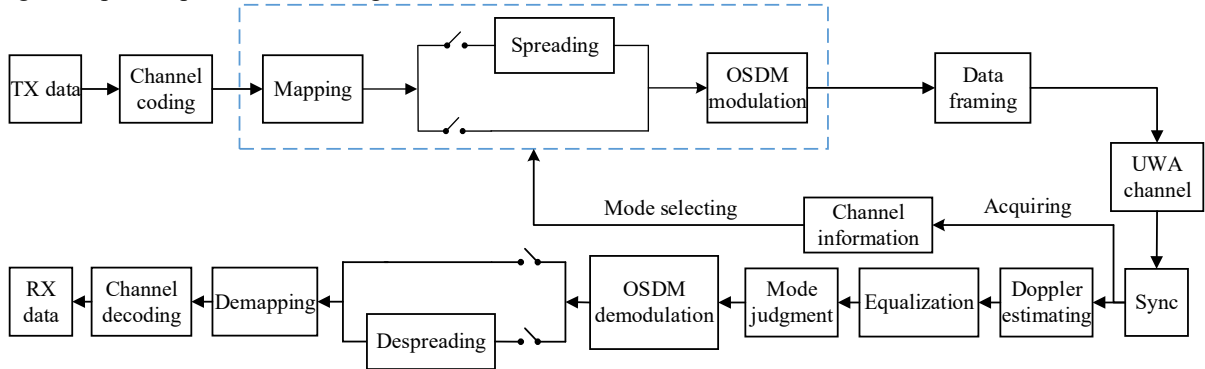 TX data
Channel
coding
Mapping
Spreading
OSDM
modulation
Data
framing
UWA
channel
Mode selecting
Channel
information
Acquiring
RX
data
Channel
decoding
Demapping
Despreading
OSDM
demodulation
Mode
judgment
Equalization
Doppler
estimating
Sync